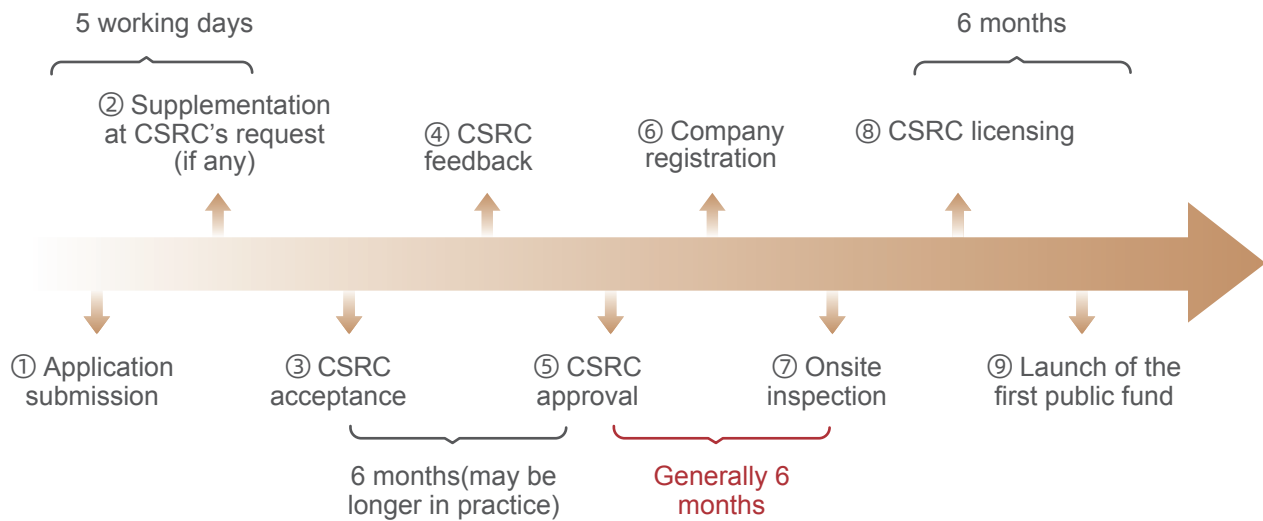 5 working days
6 months
② Supplementation
at CSRC’s request
(if any)
④ CSRC
feedback
⑥ Company
registration
⑧ CSRC licensing
① Application
submission
③ CSRC
acceptance
⑤ CSRC
approval
⑦ Onsite
inspection
⑨ Launch of the
first public fund
6 months(may be
longer in practice)
Generally 6
months